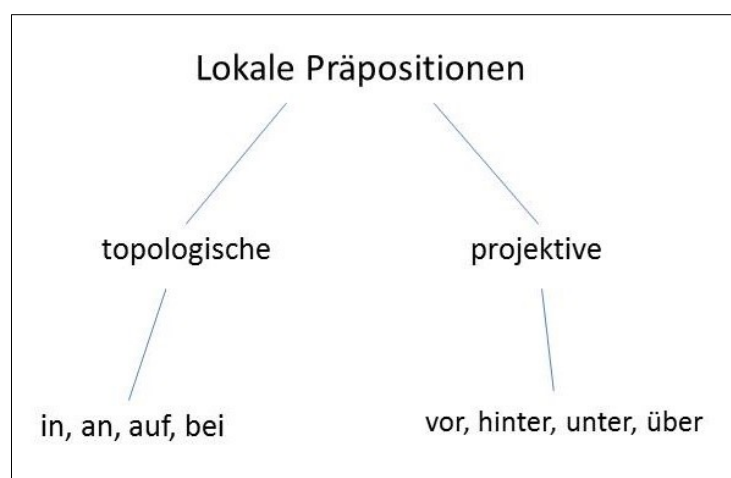 Lokale Präpositionen
topologische
projektive
in, an, auf, bei
vor, hinter, unter, über